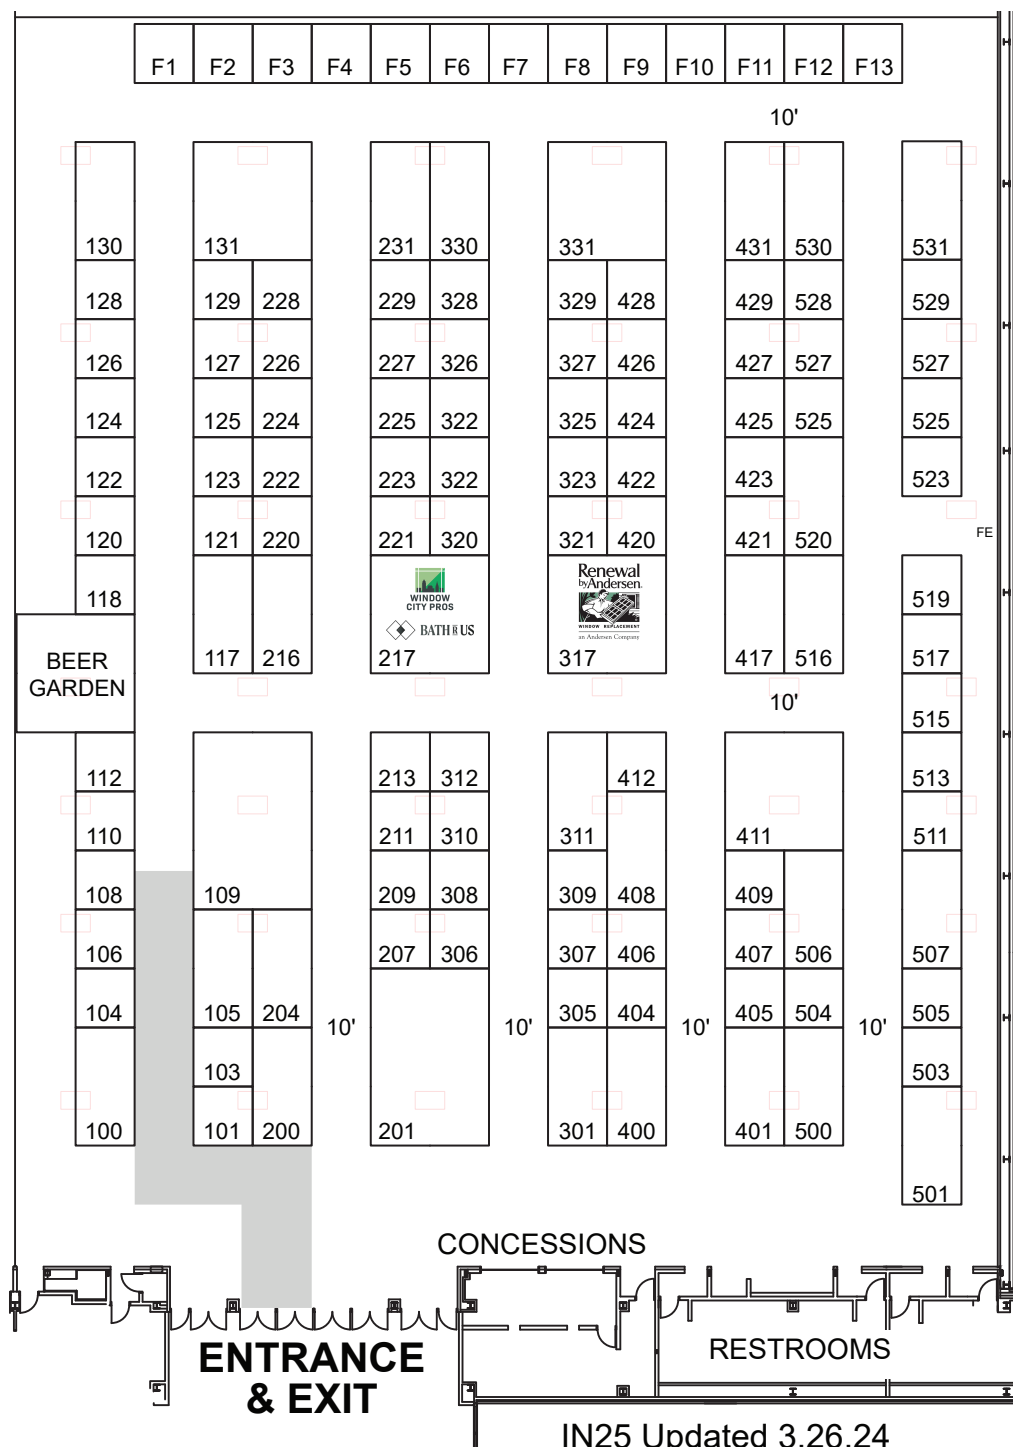 F1 F2 F3 F4 F5 F6 F7 F8 F9 F10 F11 F12 F13
10'
130 131 231 330 331 431 530 531
128 129 228 229 328 329 428 429 528 529
126 127 226 227 326 327 426 427 527 527
124 125 224 225 322 325 424 425 525 525
122 123 222 223 322 323 422 423 523
FE
120 121 220 221 320 321 420 421 520
Renewal
byAndersen.
WINDOW
CITY PROS
WINDOW REPLACEMENT
an Andersen Company
BATH R US
118 519
117 216 217 317 417 516 517
BEER
GARDEN
10'
515
112 213 312 412 513
110 211 310 311 411 511
108 109 209 308 309 408 409
106 207 306 307 406 407 506 507
104 105 204 305 404 405 504 505
10' 10' 10' 10'
103 503
100 101 200 201 301 400 401 500
501
CONCESSIONS
RESTROOMS
ENTRANCE
& EXIT
IN25 Updated 3.26.24